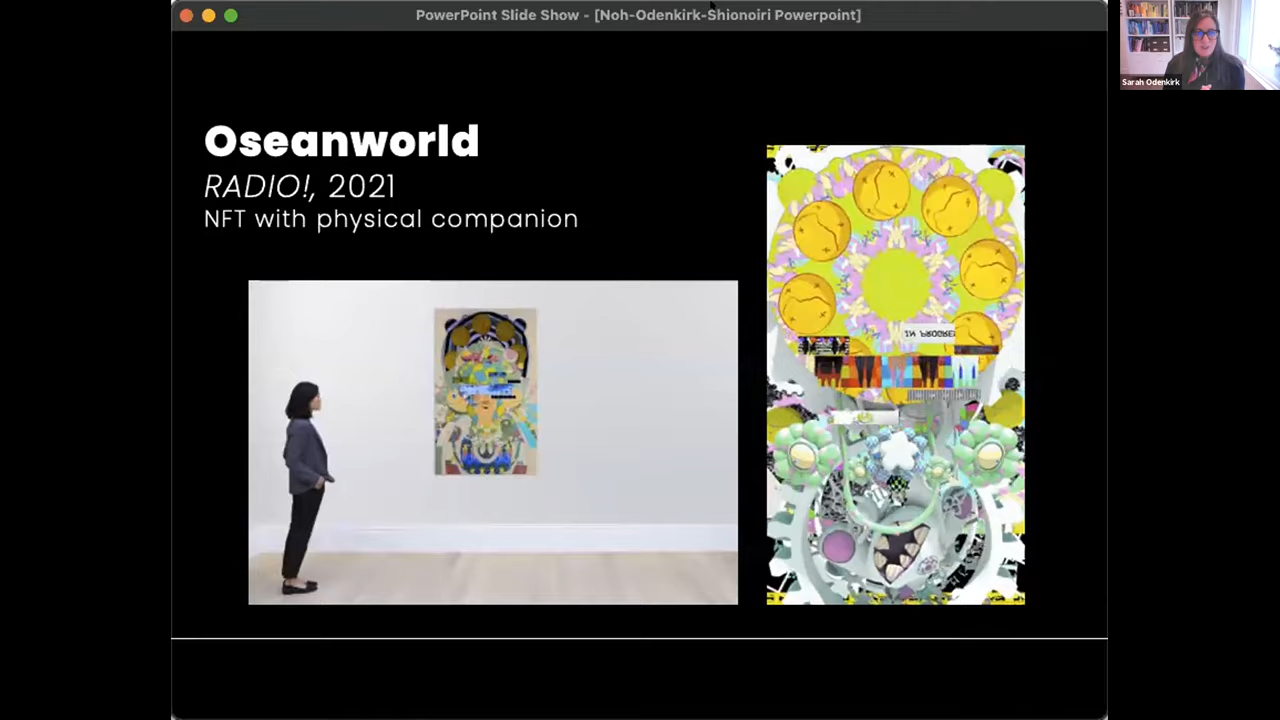 PowerPoint Slide Show - [Noh-Odenkirk-Shionoiri Powerpoint]
Sarah Odenkirk
Oseanworld
RADIO!, 2021
NFT with physical companion